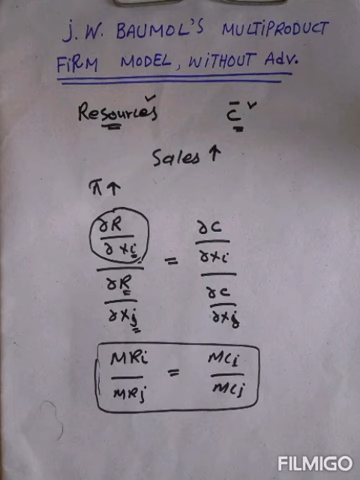 J. W. BAUMOL'S MULTIPRODUCT
FIRM MODEL, WITHOUT Adv.
Resources c̄
Sales ↑
π ↑
∂R/∂xi / ∂R/∂xj = ∂C/∂xi / ∂C/∂xj
MRi/MRj = MCi/MCj
FILMIGO